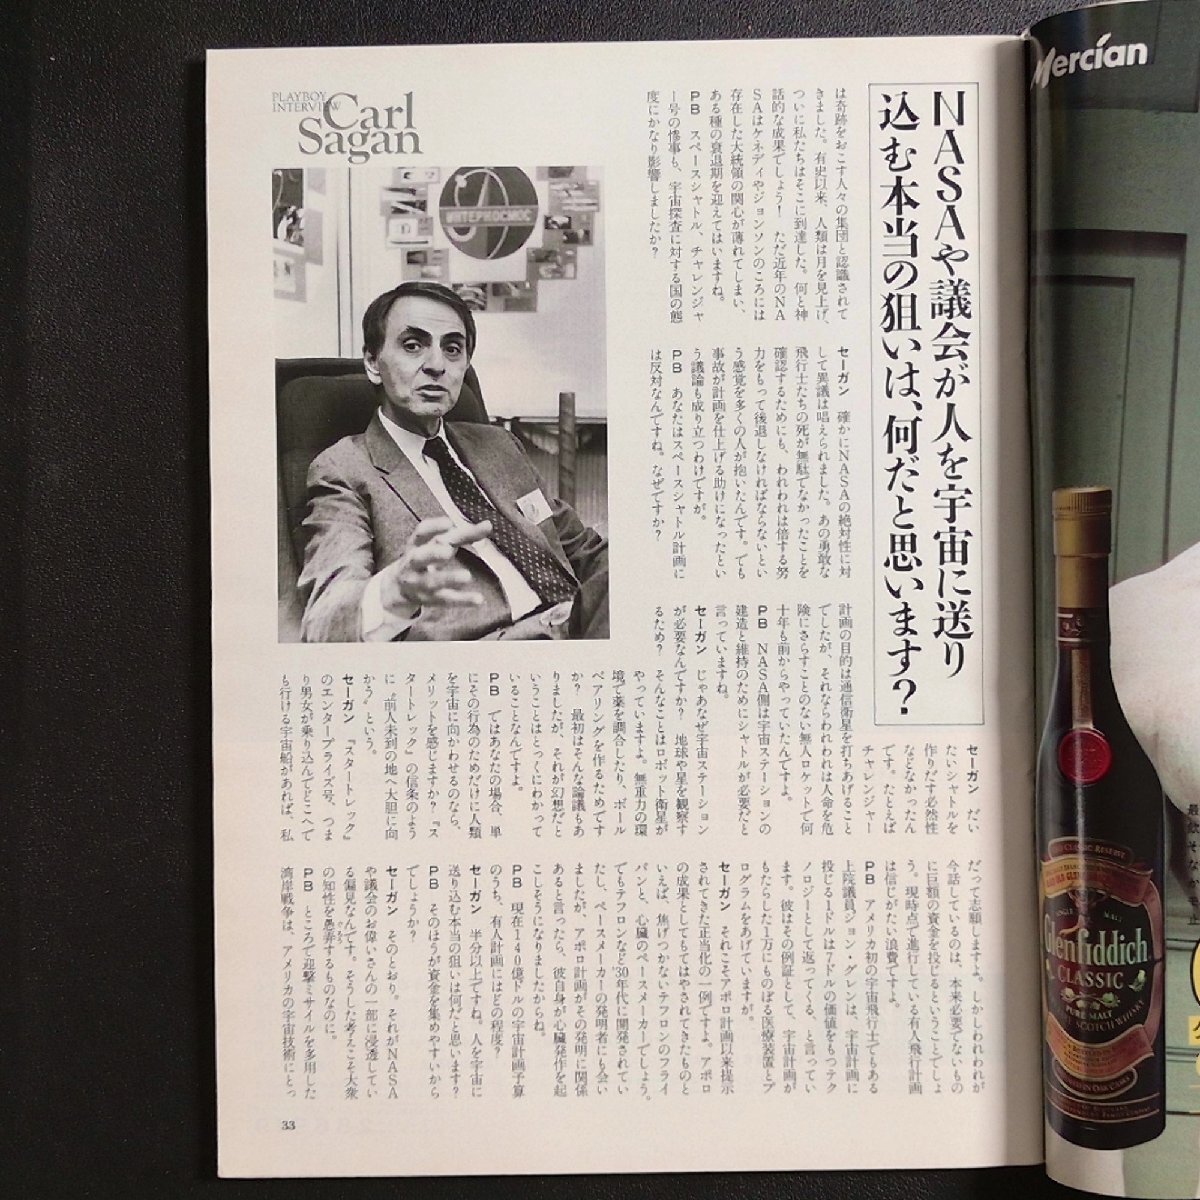 PLAYBOY
INTERVIEW
Carl
Sagan
ИНТЕРКОСМОС
NASAや議会が人を宇宙に送り
込む本当の狙いは、何だと思います?
は奇跡をおこす人々の集団と認識されて
きました。有史以来、人類は月を見上げ、
ついに私たちはそこに到達した。何と神
話的な成果でしょう! ただ近年のNA
SAはケネディやジョンソンのころには
存在した大統領の関心が薄れてしまい、
ある種の衰退期を迎えてはいますね。
PB スペースシャトル、チャレンジャ
ー号の惨事も、宇宙探査に対する国の態
度にかなり影響しましたか?
セーガン 確かにNASAの絶対性に対
して異議は唱えられました。あの勇敢な
飛行士たちの死が無駄でなかったことを
確認するためにも、われわれは倍する努
力をもって後退しなければならないとい
う感覚を多くの人が抱いたんです。でも
事故が計画を仕上げる助けになったとい
う議論も成り立つわけですが。
PB あなたはスペースシャトル計画に
は反対なんですね。なぜですか?
セーガン だい
たいシャトルを
作りだす必然性
などなかったん
です。たとえば
チャレンジャー
計画の目的は通信衛星を打ちあげること
でしたが、それならわれわれは人命を危
険にさらすことのない無人ロケットで何
十年も前からやっていたんですよ。
PB NASA側は宇宙ステーションの
建造と維持のためにシャトルが必要だと
言っていますね。
セーガン じゃあなぜ宇宙ステーション
が必要なんですか? 地球や星を観察す
るため? そんなことはロボット衛星が
やっていますよ。無重力の環
境で薬を調合したり、ボール
ベアリングを作るためです
か? 最初はそんな論議もあ
りましたが、それが幻想だと
いうことはとっくにわかって
いることなんですよ。
PB ではあなたの場合、単
にその行為のためだけに人類
を宇宙に向かわせるのなら、
メリットを感じますか?『ス
タートレック』の信条のよう
に〝前人未到の地へ大胆に向
かう〟という。
セーガン 『スタートレック』
のエンタープライズ号、つま
り男女が乗り込んでどこへで
も行ける宇宙船があれば、私
だって志願しますよ。しかしわれわれが
今話しているのは、本来必要でないもの
に巨額の資金を投じるということでしょ
う。現時点で進行している有人飛行計画
は信じがたい浪費ですよ。
PB アメリカ初の宇宙飛行士でもある
上院議員ジョン・グレンは、宇宙計画に
投じる1ドルは7ドルの価値をもつテク
ノロジーとして返ってくる、と言ってい
ます。彼はその例証として、宇宙計画が
もたらした1万にものぼる医療装置とプ
ログラムをあげていますが。
セーガン それこそアポロ計画以来提示
されてきた正当化の一例ですよ。アポロ
の成果としてもてはやされてきたものと
いえば、焦げつかないテフロンのフライ
パンと、心臓のペースメーカーでしょう。
でもテフロンなど'30年代に開発されてい
たし、ペースメーカーの発明者にも会い
ましたが、アポロ計画がその発明に関係
あると言ったら、彼自身が心臓発作を起
こしそうになりましたからね。
PB 現在140億ドルの宇宙計画予算
のうち、有人計画にはどの程度?
セーガン 半分以上ですね。人を宇宙に
送り込む本当の狙いは何だと思います?
PB そのほうが資金を集めやすいから
でしょうか?
セーガン そのとおり。それがNASA
や議会のお偉いさんの一部に浸透してい
る偏見なんです。そうした考えこそ大衆
の知性を愚弄するものなのに。
PB ところで迎撃ミサイルを多用した
湾岸戦争は、アメリカの宇宙技術にとっ
33
Mercian
Glenfiddich
CLASSIC
PURE MALT
SCOTCH WHISKY